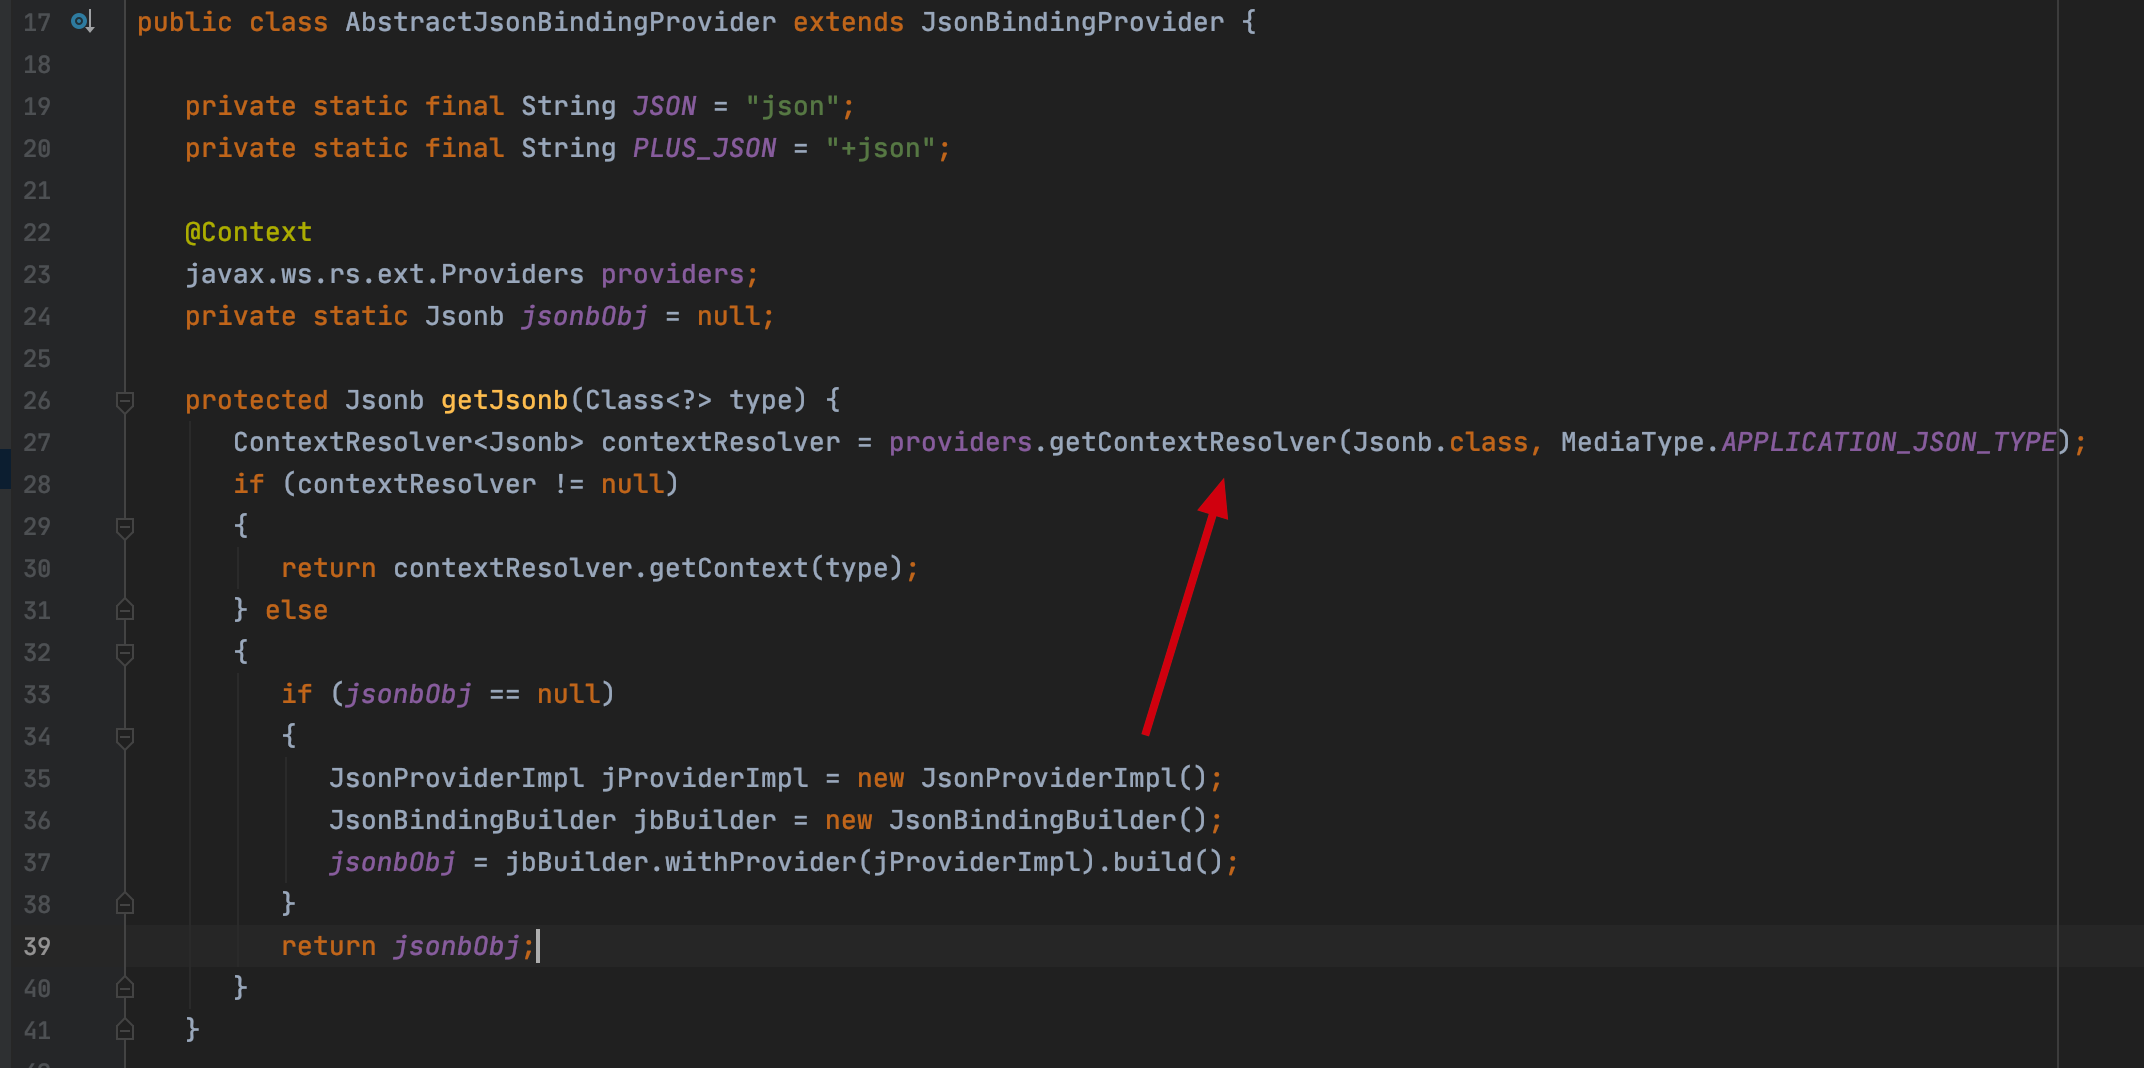 17 public class AbstractJsonBindingProvider extends JsonBindingProvider {
18
19 private static final String JSON = "json";
20 private static final String PLUS_JSON = "+json";
21
22 @Context
23 javax.ws.rs.ext.Providers providers;
24 private static Jsonb jsonbObj = null;
25
26 protected Jsonb getJsonb(Class<?> type) {
27 ContextResolver<Jsonb> contextResolver = providers.getContextResolver(Jsonb.class, MediaType.APPLICATION_JSON_TYPE);
28 if (contextResolver != null)
29 {
30 return contextResolver.getContext(type);
31 } else
32 {
33 if (jsonbObj == null)
34 {
35 JsonProviderImpl jProviderImpl = new JsonProviderImpl();
36 JsonBindingBuilder jbBuilder = new JsonBindingBuilder();
37 jsonbObj = jbBuilder.withProvider(jProviderImpl).build();
38 }
39 return jsonbObj;
40 }
41 }